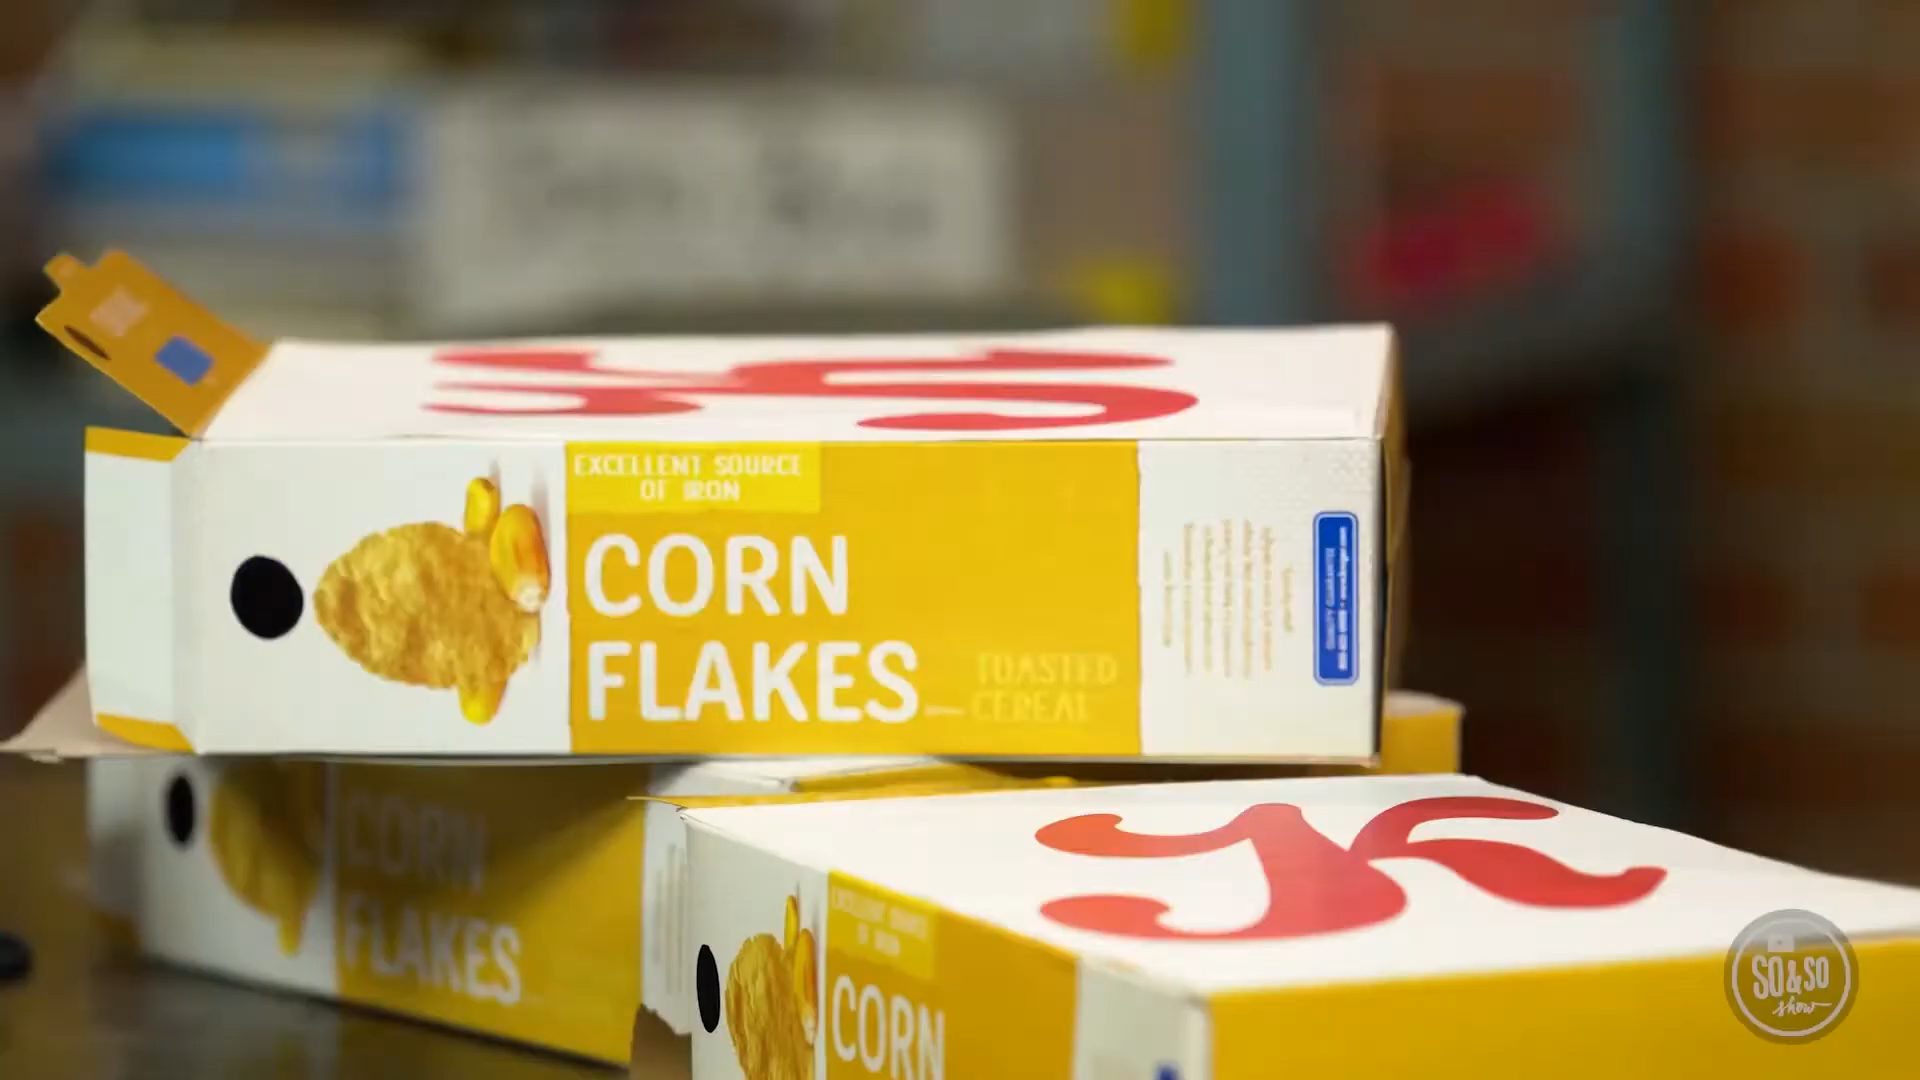 EXCELLENT SOURCE
OF IRON
CORN
FLAKES
TOASTED
CEREAL
CORN
FLAKES
EXCELLENT SOURCE
OF IRON
CORN
SO&SO
show